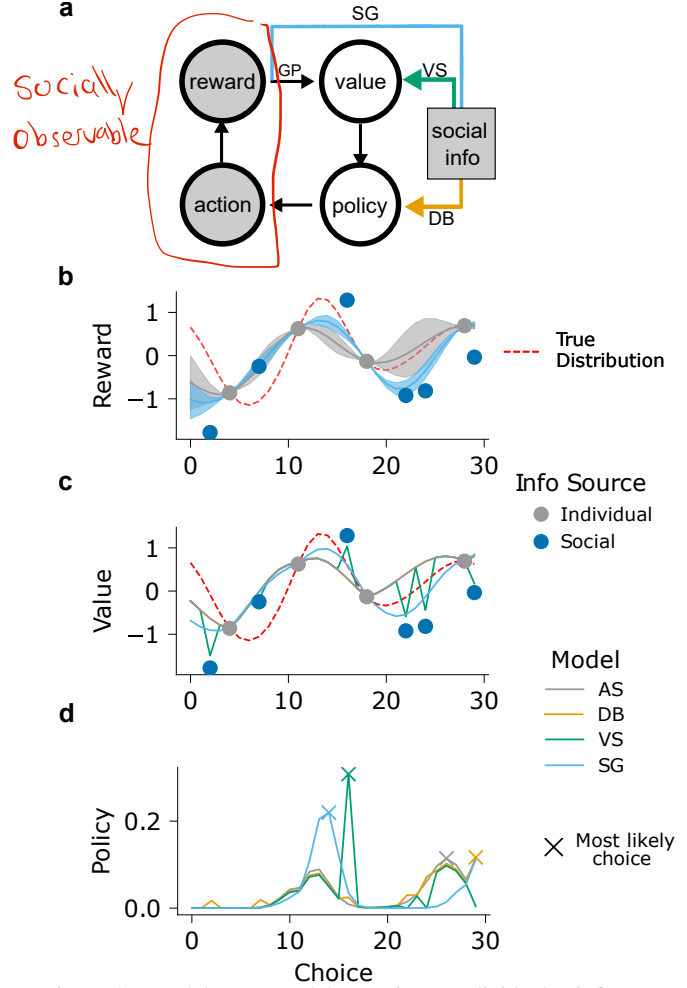 a
SG
Socially
observable
reward
GP
value
VS
social
info
action
policy
DB
b
1
0
−1
Reward
0
10
20
30
True
Distribution
c
1
0
−1
Value
0
10
20
30
Info Source
Individual
Social
d
0.2
0.0
Policy
0
10
20
30
Choice
Model
AS
DB
VS
SG
Most likely
choice